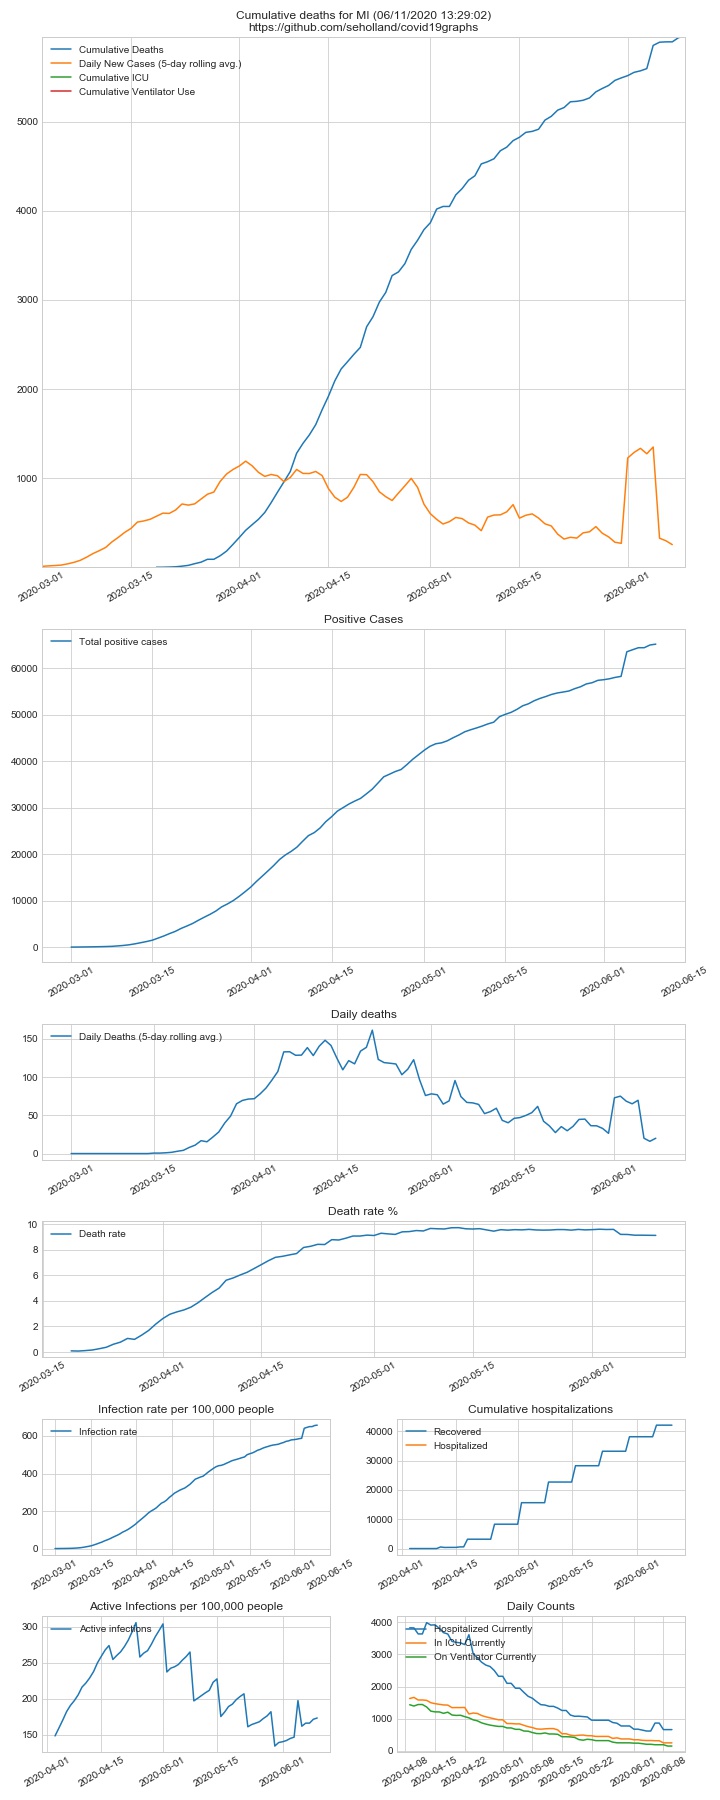 Cumulative deaths for MI (06/11/2020 13:29:02)
https://github.com/seholland/covid19graphs
Cumulative Deaths
Daily New Cases (5-day rolling avg.)
Cumulative ICU
Cumulative Ventilator Use
5000
4000
3000
2000
1000
2020-03-01 2020-03-15 2020-04-01 2020-04-15 2020-05-01 2020-05-15 2020-06-01
Positive Cases
Total positive cases
60000
50000
40000
30000
20000
10000
0
2020-03-01 2020-03-15 2020-04-01 2020-04-15 2020-05-01 2020-05-15 2020-06-01 2020-06-15
Daily deaths
Daily Deaths (5-day rolling avg.)
150
100
50
0
2020-03-01 2020-03-15 2020-04-01 2020-04-15 2020-05-01 2020-05-15 2020-06-01
Death rate %
Death rate
10
8
6
4
2
0
2020-03-15 2020-04-01 2020-04-15 2020-05-01 2020-05-15 2020-06-01
Infection rate per 100,000 people
Infection rate
600
400
200
0
2020-03-01 2020-03-15 2020-04-01 2020-04-15 2020-05-01 2020-05-15 2020-06-01 2020-06-15
Cumulative hospitalizations
Recovered
Hospitalized
40000
30000
20000
10000
0
2020-04-01 2020-04-15 2020-05-01 2020-05-15 2020-06-01
Active Infections per 100,000 people
Active infections
300
250
200
150
2020-04-01 2020-04-15 2020-05-01 2020-05-15 2020-06-01
Daily Counts
Hospitalized Currently
In ICU Currently
On Ventilator Currently
4000
3000
2000
1000
0
2020-04-08 2020-04-15 2020-04-22 2020-05-01 2020-05-08 2020-05-15 2020-05-22 2020-06-01 2020-06-08